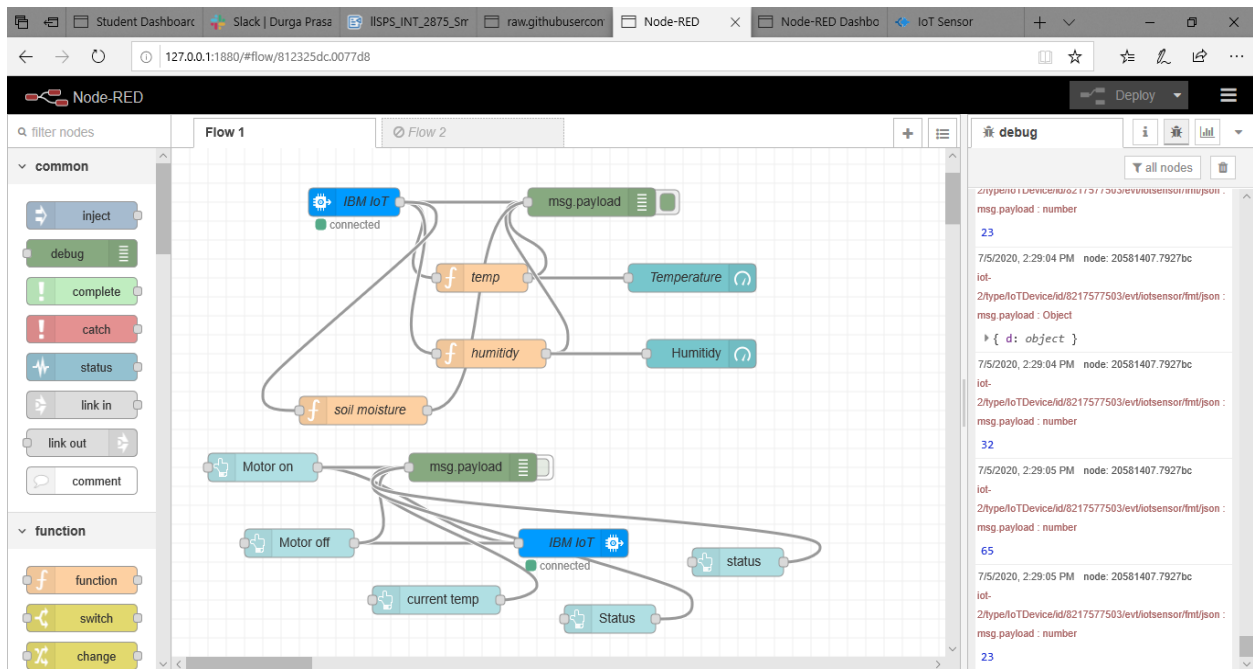 Student Dashboarc
Slack | Durga Prasa
llSPS_INT_2875_Sm
raw.githubusercon
Node-RED
Node-RED Dashbo
IoT Sensor
127.0.0.1:1880/#flow/812325dc.0077d8
Node-RED
Deploy
filter nodes
common
inject
debug
complete
catch
status
link in
link out
comment
function
function
switch
change
Flow 1
Flow 2
IBM IoT
connected
msg.payload
temp
Temperature
humitidy
Humitidy
soil moisture
Motor on
msg.payload
Motor off
IBM IoT
connected
status
current temp
Status
debug
all nodes
2/type/IoTDevice/id/8217577503/evt/iotsensor/fmt/json :
msg.payload : number
23
7/5/2020, 2:29:04 PM node: 20581407.7927bc
iot-
2/type/IoTDevice/id/8217577503/evt/iotsensor/fmt/json :
msg.payload : Object
{ d: object }
7/5/2020, 2:29:04 PM node: 20581407.7927bc
iot-
2/type/IoTDevice/id/8217577503/evt/iotsensor/fmt/json :
msg.payload : number
32
7/5/2020, 2:29:05 PM node: 20581407.7927bc
iot-
2/type/IoTDevice/id/8217577503/evt/iotsensor/fmt/json :
msg.payload : number
65
7/5/2020, 2:29:05 PM node: 20581407.7927bc
iot-
2/type/IoTDevice/id/8217577503/evt/iotsensor/fmt/json :
msg.payload : number
23